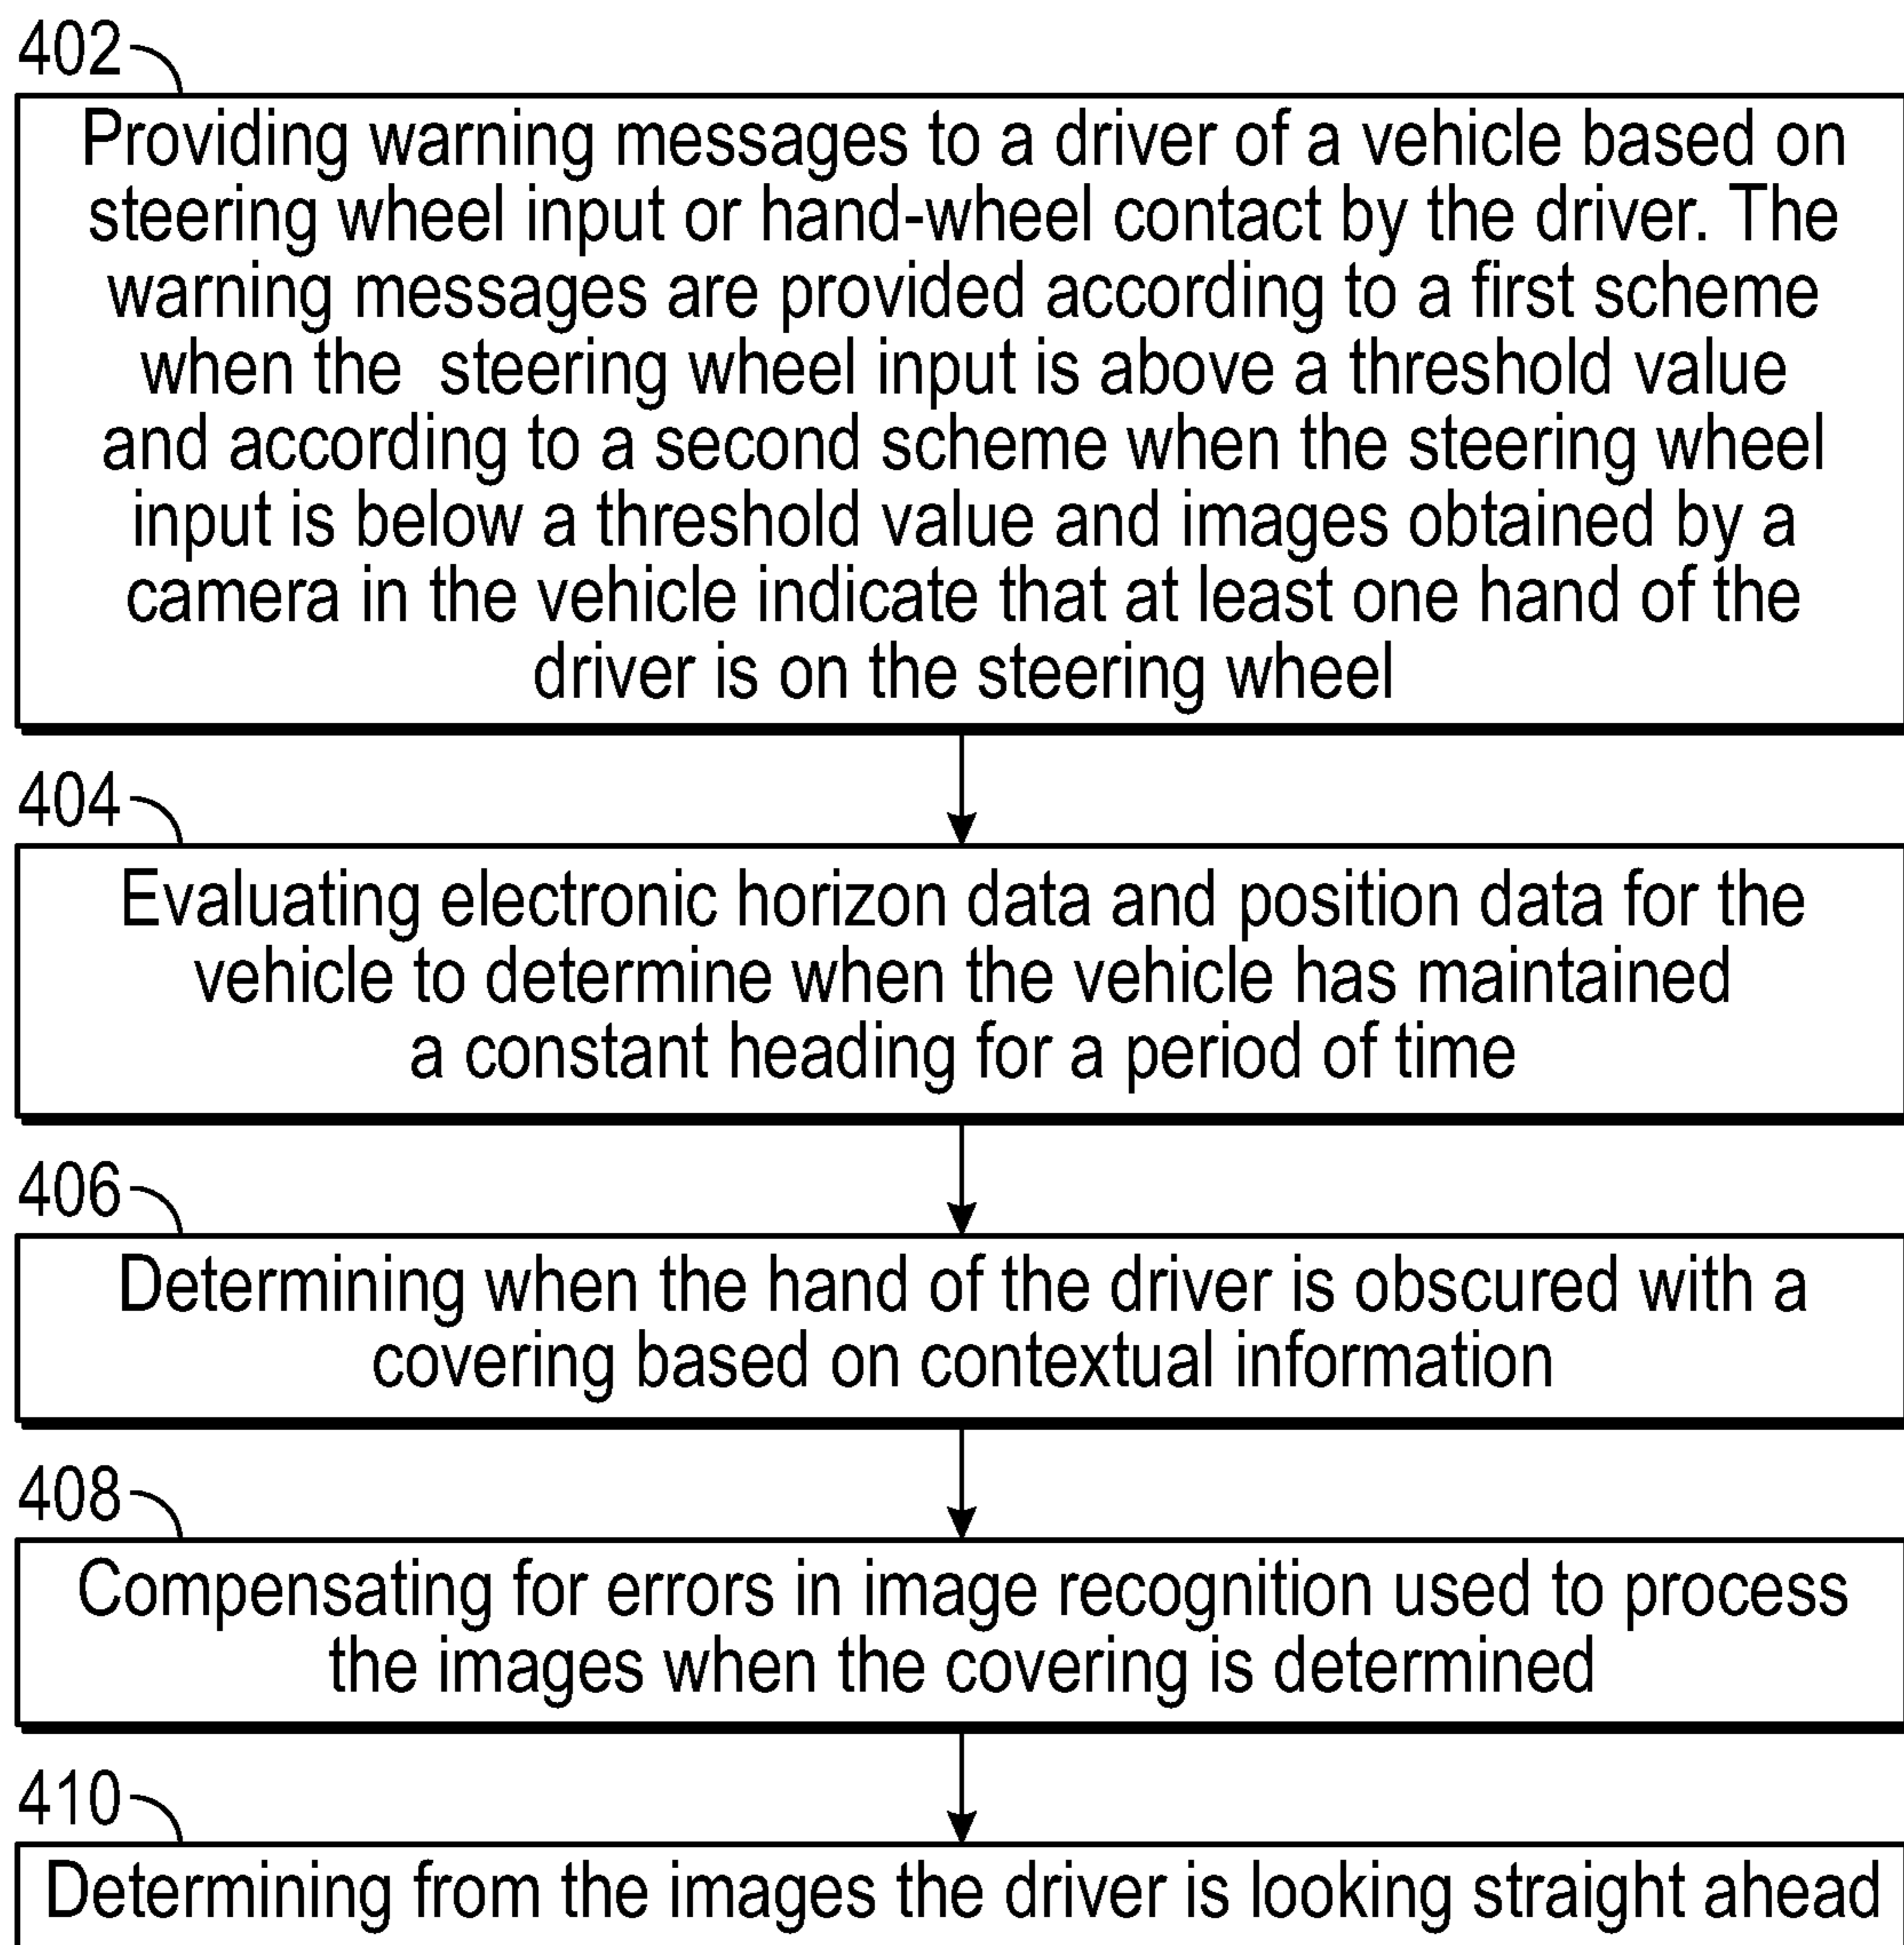 402
Providing warning messages to a driver of a vehicle based on
steering wheel input or hand-wheel contact by the driver. The
warning messages are provided according to a first scheme
when the  steering wheel input is above a threshold value
and according to a second scheme when the steering wheel
input is below a threshold value and images obtained by a
camera in the vehicle indicate that at least one hand of the
driver is on the steering wheel
404
Evaluating electronic horizon data and position data for the
vehicle to determine when the vehicle has maintained
a constant heading for a period of time
406
Determining when the hand of the driver is obscured with a
covering based on contextual information
408
Compensating for errors in image recognition used to process
the images when the covering is determined
410
Determining from the images the driver is looking straight ahead